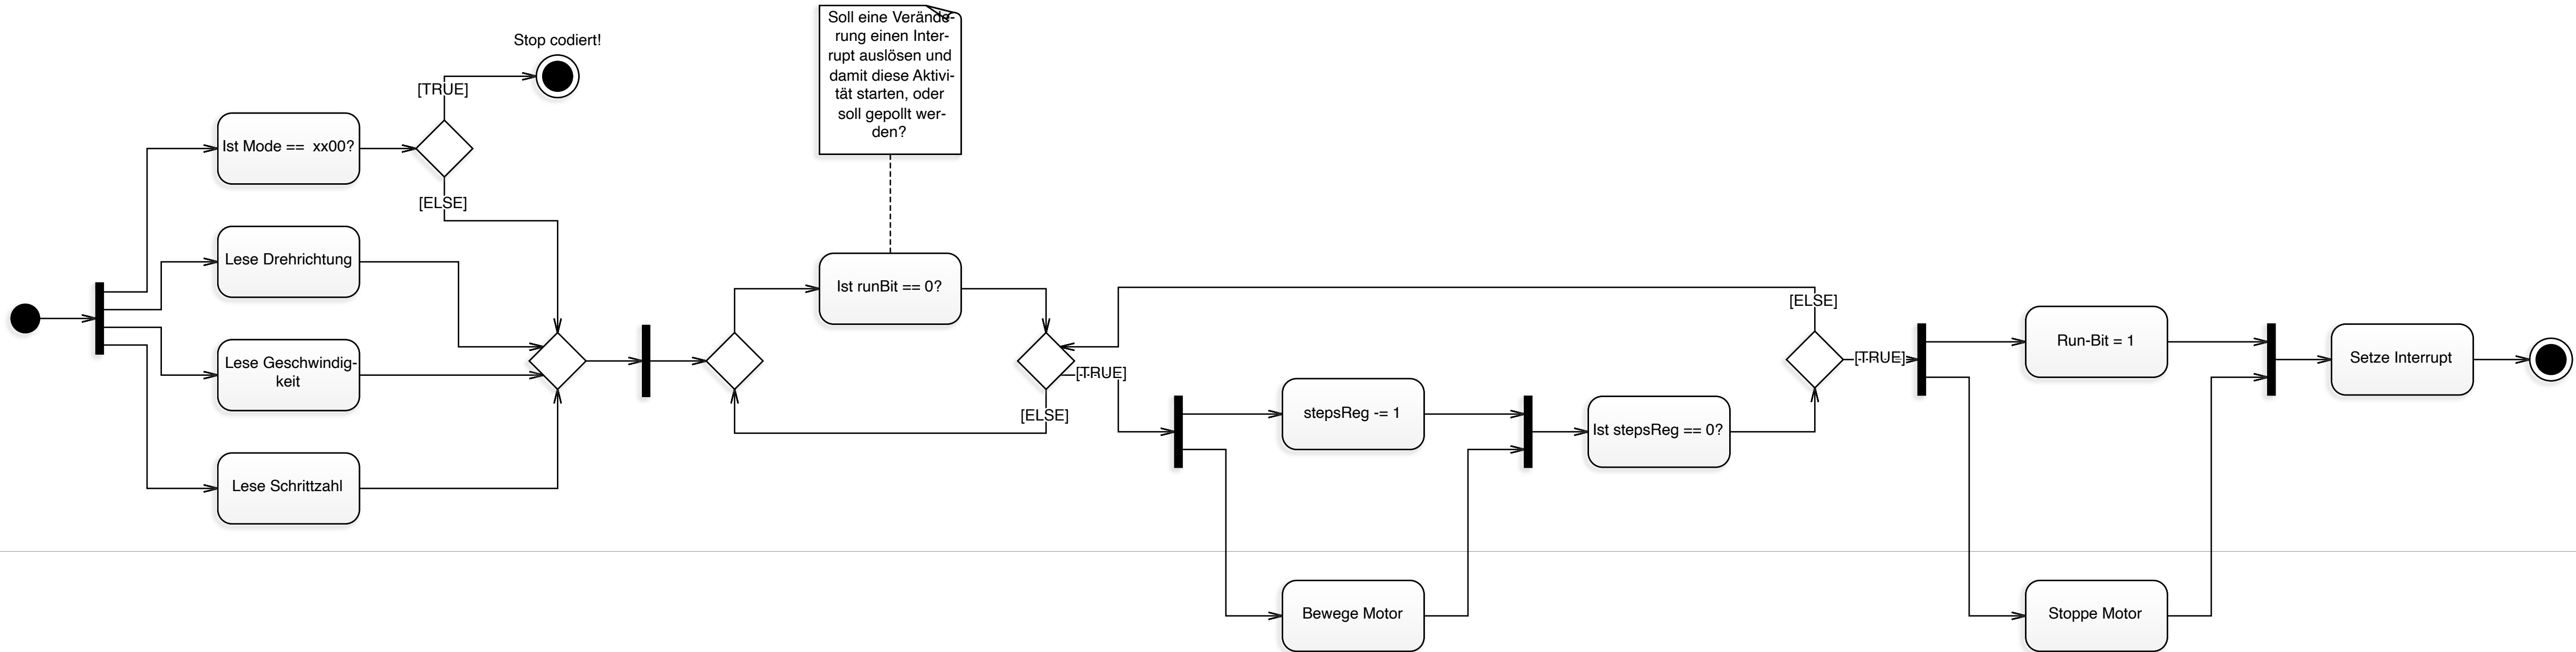 Stop codiert!
[TRUE]
Ist Mode ==  xx00?
[ELSE]
Lese Drehrichtung
Lese Geschwindig-
keit
Lese Schrittzahl
Soll eine Verände-
rung einen Inter-
rupt auslösen und
damit diese Aktivi-
tät starten, oder
soll gepollt wer-
den?
Ist runBit == 0?
[TRUE]
[ELSE]
stepsReg -= 1
Bewege Motor
Ist stepsReg == 0?
[ELSE]
[TRUE]
Run-Bit = 1
Stoppe Motor
Setze Interrupt